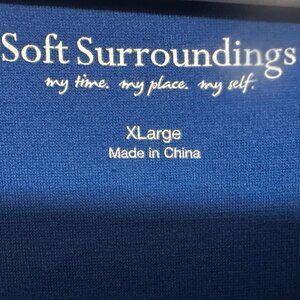 Soft Surroundings
my time. my place. my self.
XLarge
Made in China